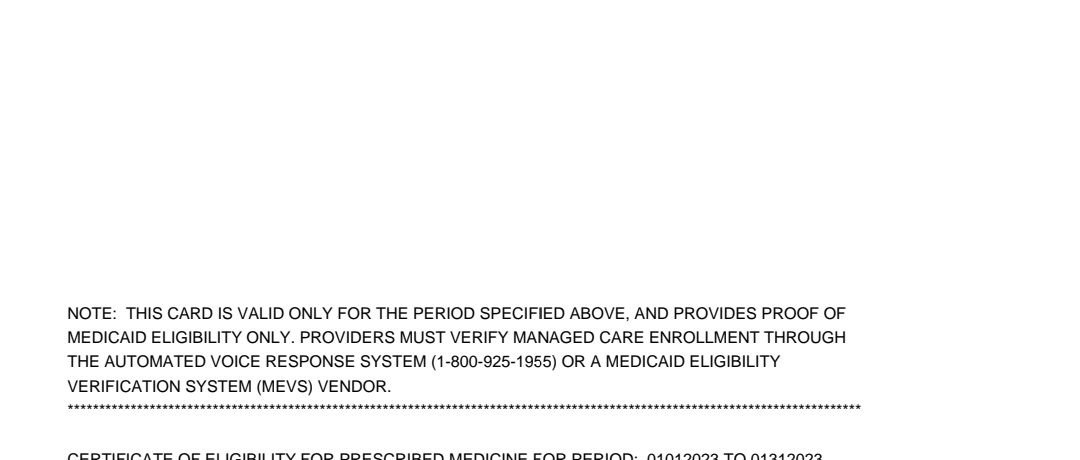 NOTE:  THIS CARD IS VALID ONLY FOR THE PERIOD SPECIFIED ABOVE, AND PROVIDES PROOF OF
MEDICAID ELIGIBILITY ONLY. PROVIDERS MUST VERIFY MANAGED CARE ENROLLMENT THROUGH
THE AUTOMATED VOICE RESPONSE SYSTEM (1-800-925-1955) OR A MEDICAID ELIGIBILITY
VERIFICATION SYSTEM (MEVS) VENDOR.
******************************************************************************************************************************
CERTIFICATE OF ELIGIBILITY FOR PRESCRIBED MEDICINE FOR PERIOD:  01012023 TO 01312023